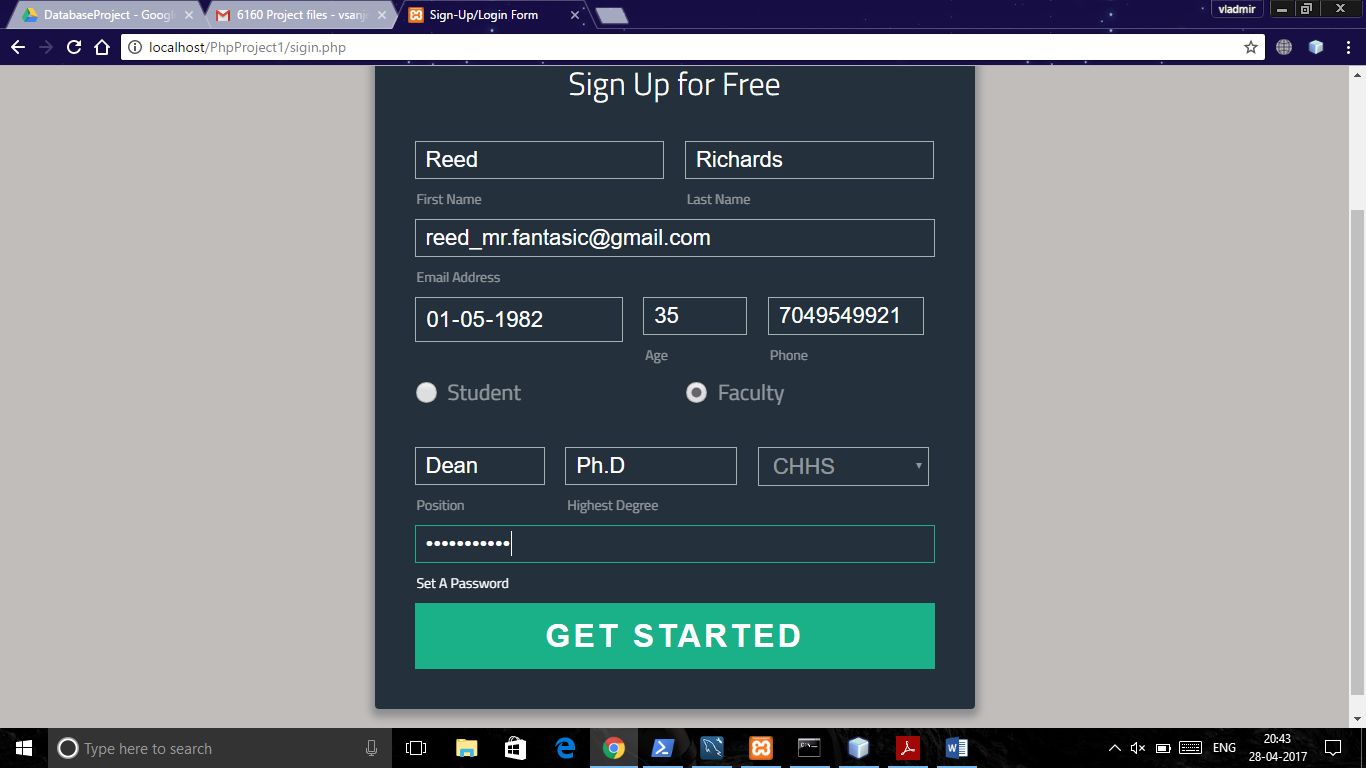 DatabaseProject - Goog
6160 Project files - vsanj
Sign-Up/Login Form
vladmir
localhost/PhpProject1/sigin.php
Sign Up for Free
Reed
Richards
First Name
Last Name
reed_mr.fantasic@gmail.com
Email Address
01-05-1982
35
7049549921
Age
Phone
Student
Faculty
Dean
Ph.D
CHHS
Position
Highest Degree
•••••••••••
Set A Password
GET STARTED
Type here to search
ENG
20:43
28-04-2017